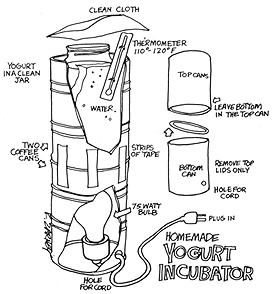 CLEAN CLOTH
THERMOMETER
110°-120°F
YOGURT
IN A CLEAN
JAR
WATER
TOP CANS
LEAVE BOTTOM
IN THE TOP CAN
TWO
COFFEE
CANS
STRIPS
OF TAPE
BOTTOM
CAN
REMOVE TOP
LIDS ONLY
HOLE FOR
CORD
75 WATT
BULB
PLUG IN
HOLE
FOR CORD
HOMEMADE
YOGURT
INCUBATOR